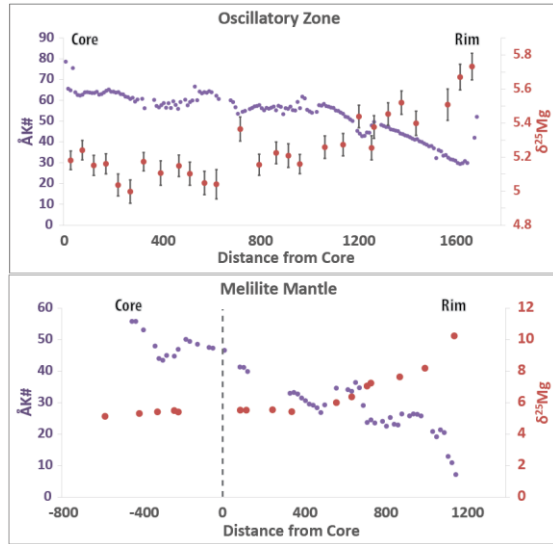 Oscillatory Zone
Core
Rim
90
80
70
60
50
40
30
20
10
0
ÅK#
5.8
5.6
5.4
5.2
5
4.8
δ²⁵Mg
0 400 800 1200 1600
Distance from Core
Melilite Mantle
Core
Rim
60
50
40
30
20
10
0
ÅK#
12
10
8
6
4
2
0
δ²⁵Mg
-800 -400 0 400 800 1200
Distance from Core